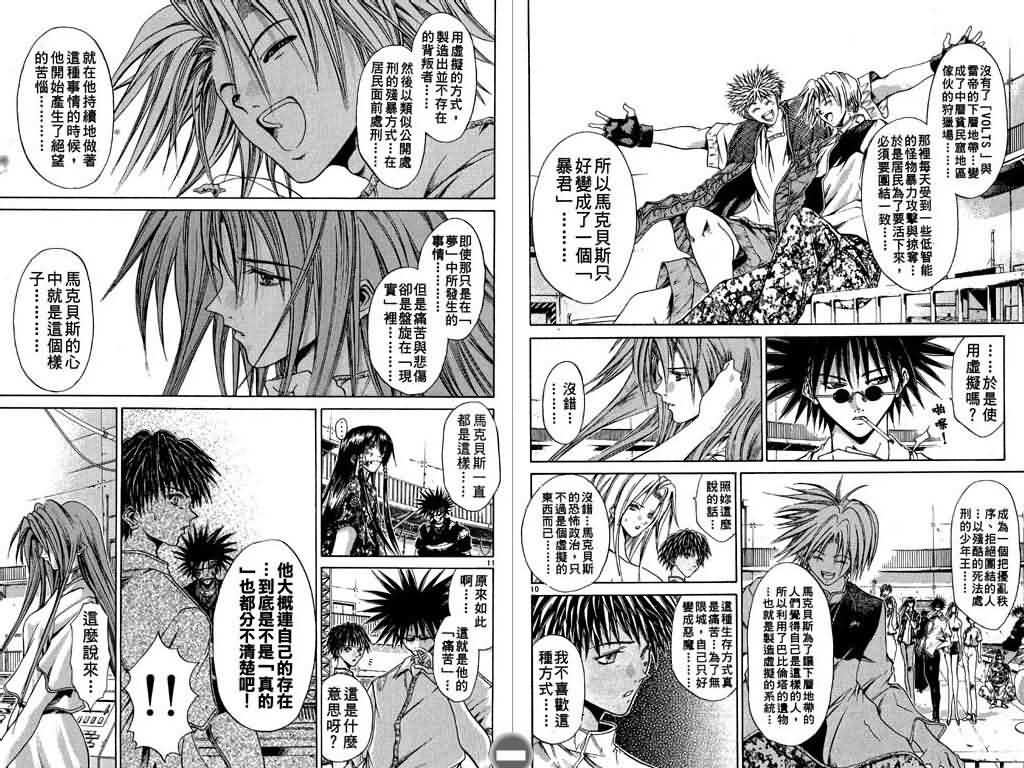 沒有了「VOLTS」與
雷帝的下層地帶…變
成了中層貧民窟地區
傢伙的狩獵場…………
那裡每天受到一些低智能
的怪物暴力攻擊與掠奪…
於是居民為了要活下來，
必須要團結一致………
所以馬克貝斯只
好變成了一個「
暴君」………
……於是使
用虛擬嗎？
啪嚓！
沒錯…
成為一個把擾亂秩
序、拒絕團結的人
…以殘酷的死法處
刑的少年王………
馬克貝斯為了讓下層地帶的
人們覺得自己是這樣的人，
所以利用了巴比倫塔的遺物
…也就是製造虛擬的系統…
照妳這麼
說的話…
沒錯…馬克貝斯
的恐怖政治，只
不過是個虛擬的
東西而已………
這種生存方式真
是痛苦…為了無
限城，自己只好
變成惡魔………
我不喜歡這
種方式……
10
用虛擬的方式，
製造出並不存在
的背叛者………
然後以類似公開處
刑的殘暴方式…在
居民面前處刑………
就在他持續地做著
這種事情的時候，
他開始產生了絕望
的苦惱………
即使那只是在「
夢」中所發生的
事情…………
但是痛苦與悲傷
卻是盤旋在「現
實」裡…………
馬克貝斯的心
中就是這個樣
子………
馬克貝斯一直
都是這樣……
…
11
原來如此
啊………
這就是他的
「痛苦」…
這是什麼
意思呀？
他大概連自己的存在
…到底是不是「真的
」也都分不清楚吧！
！！
這麼說來…